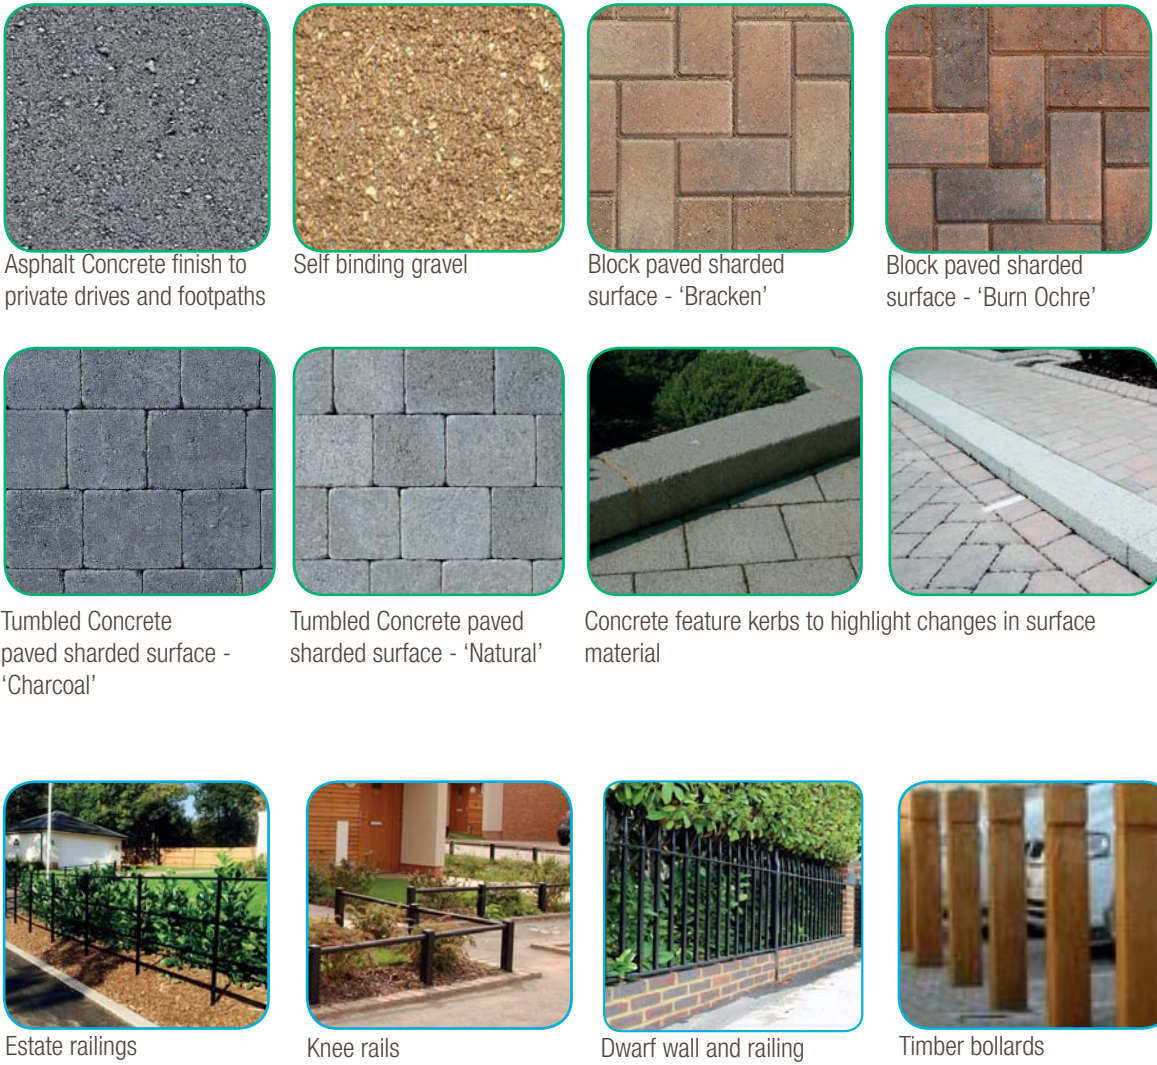 Asphalt Concrete finish to
private drives and footpaths
Self binding gravel
Block paved sharded
surface - ‘Bracken’
Block paved sharded
surface - ‘Burn Ochre’
Tumbled Concrete
paved sharded surface -
‘Charcoal’
Tumbled Concrete paved
sharded surface - ‘Natural’
Concrete feature kerbs to highlight changes in surface
material
Estate railings
Knee rails
Dwarf wall and railing
Timber bollards